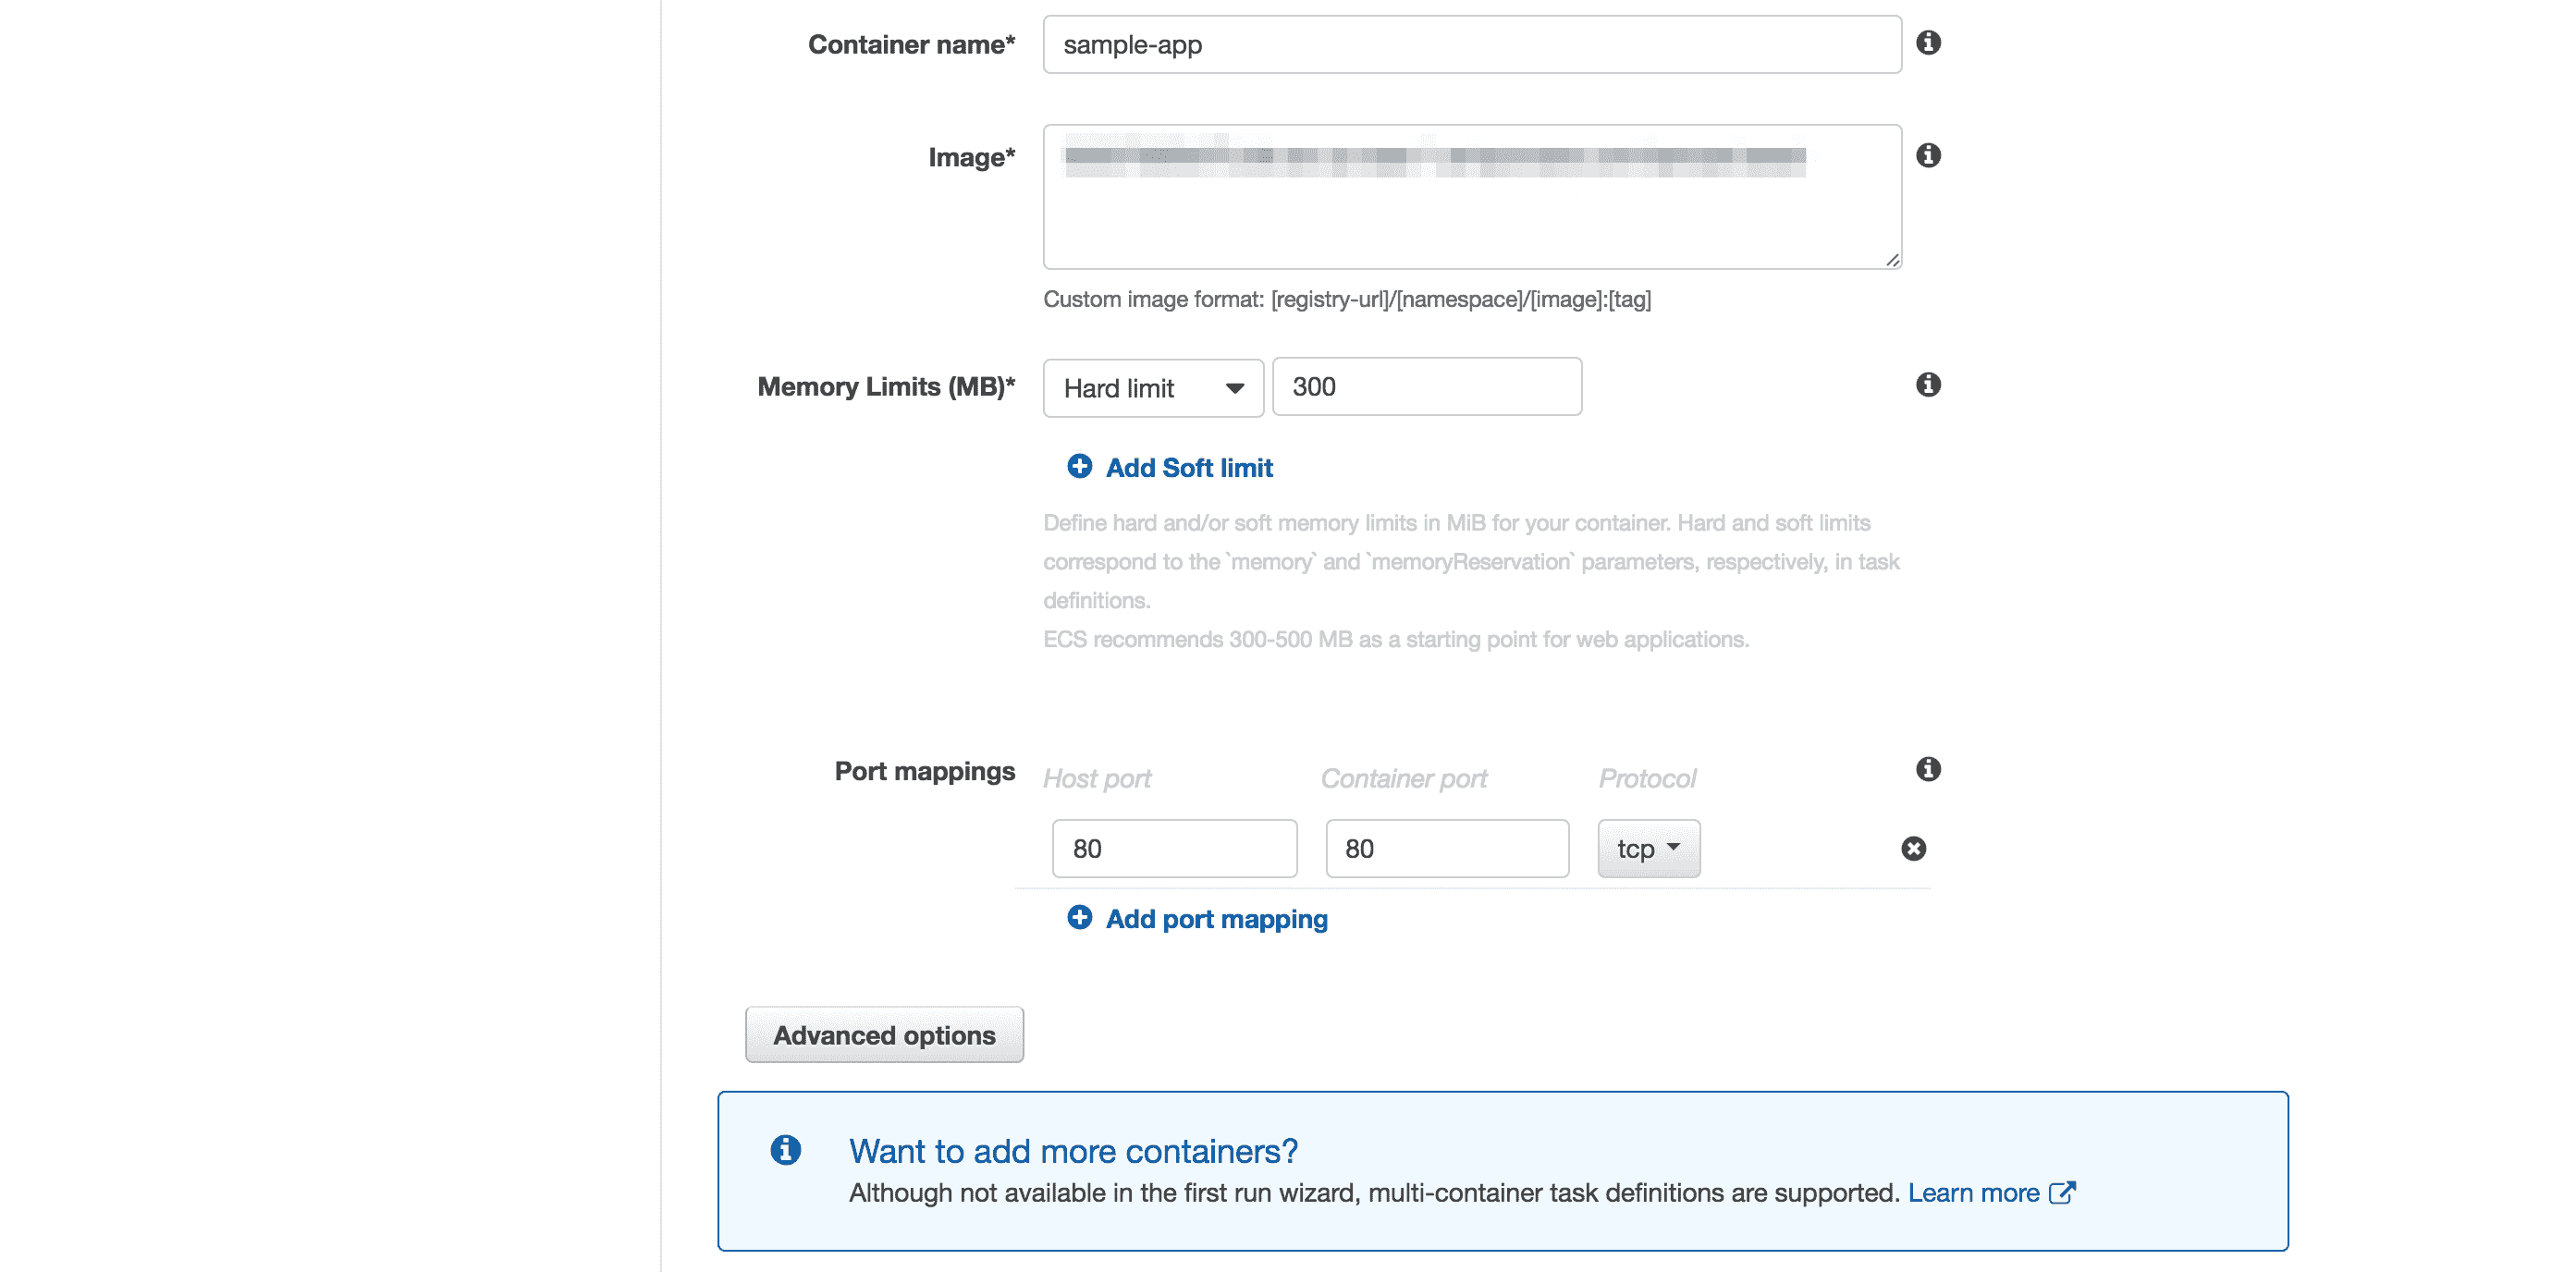 Container name*
sample-app
Image*
Custom image format: [registry-url]/[namespace]/[image]:[tag]
Memory Limits (MB)*
Hard limit
300
Add Soft limit
Define hard and/or soft memory limits in MiB for your container. Hard and soft limits
correspond to the `memory` and `memoryReservation` parameters, respectively, in task
definitions.
ECS recommends 300-500 MB as a starting point for web applications.
Port mappings
Host port
Container port
Protocol
80
80
tcp
Add port mapping
Advanced options
Want to add more containers?
Although not available in the first run wizard, multi-container task definitions are supported. Learn more